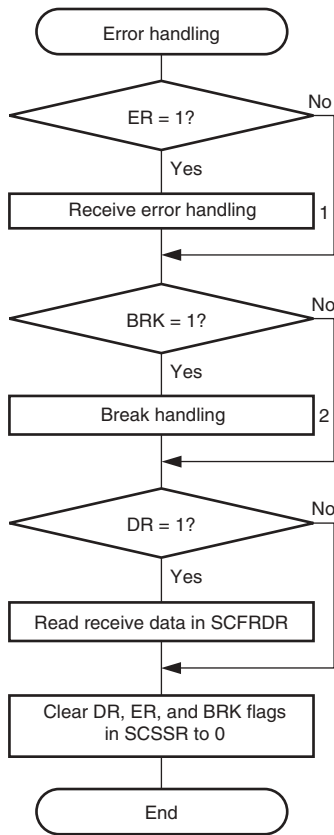 Error handling
No
ER = 1?
Yes
Receive error handling
1
No
BRK = 1?
Yes
Break handling
2
No
DR = 1?
Yes
Read receive data in SCFRDR
Clear DR, ER, and BRK flags
in SCSSR to 0
End